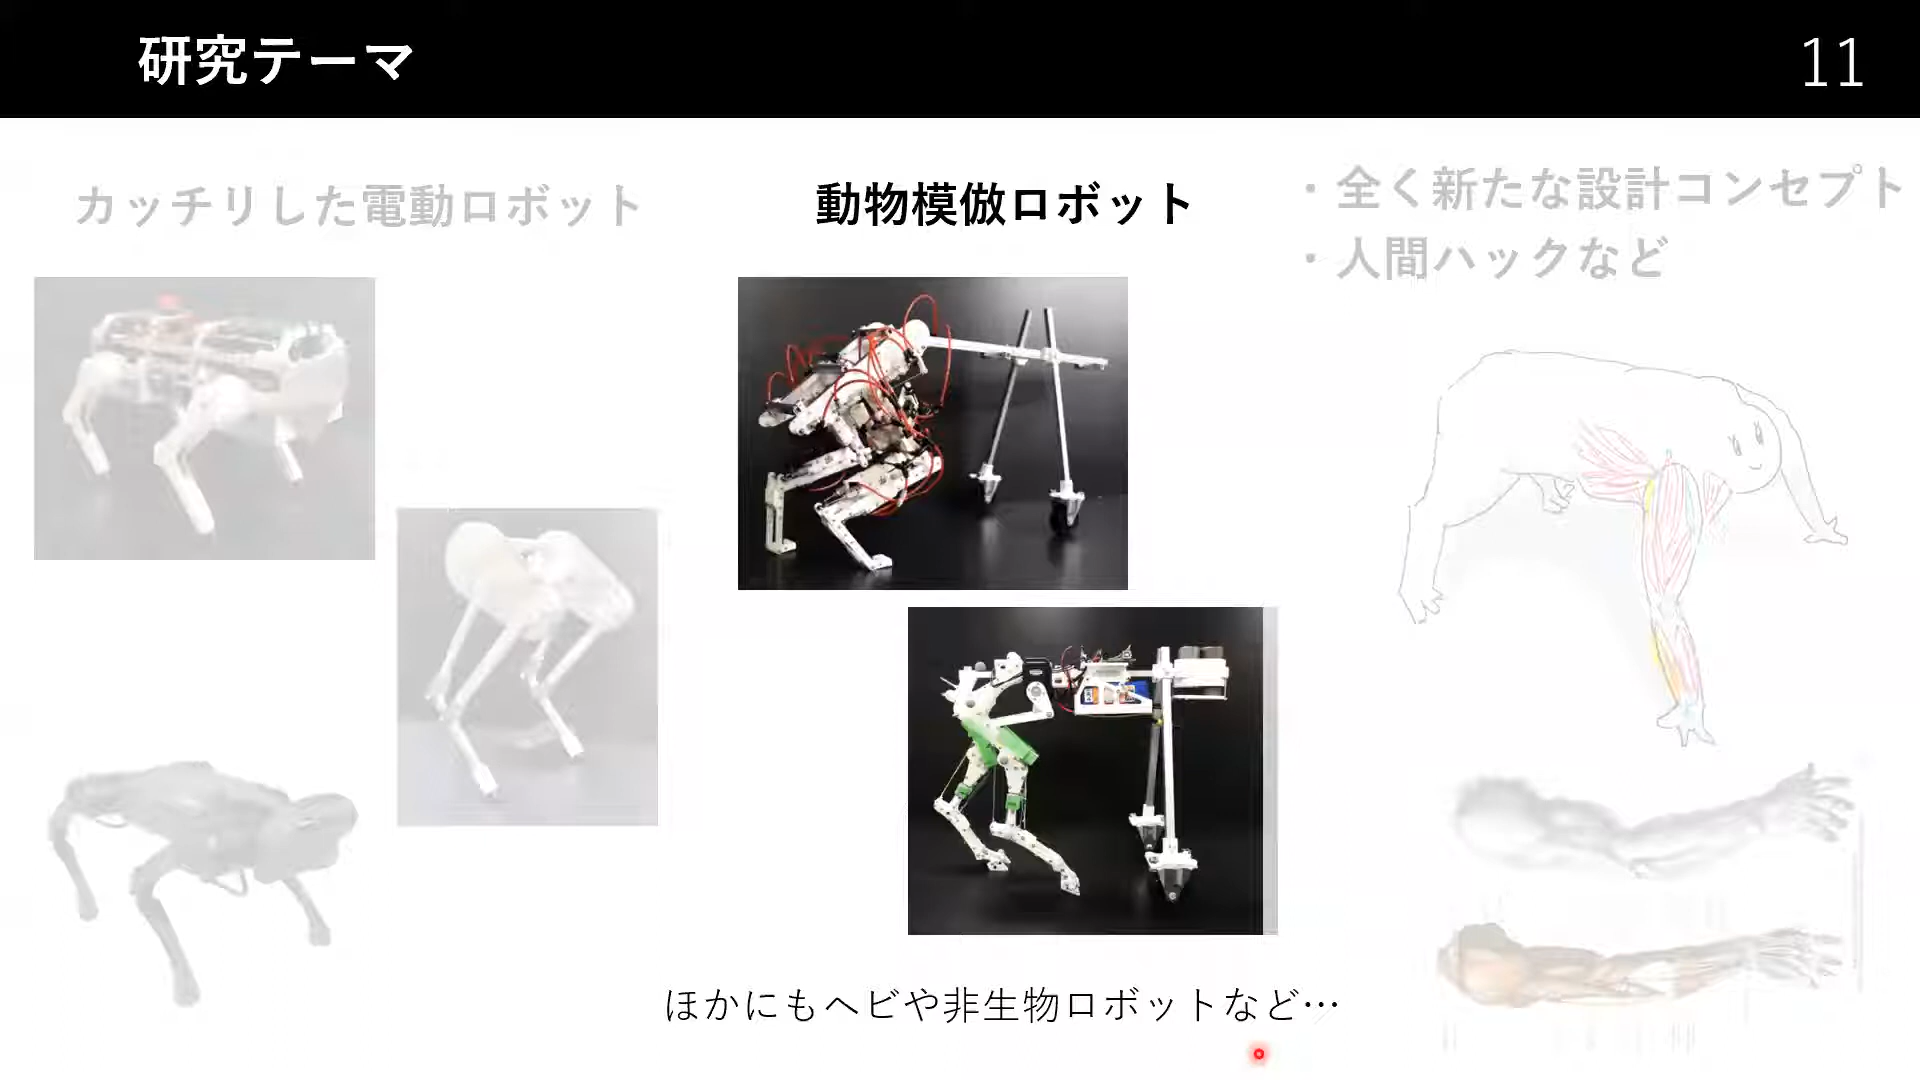 研究テーマ
11
カッチリした電動ロボット
動物模倣ロボット
・全く新たな設計コンセプト
・人間ハックなど
ほかにもヘビや非生物ロボットなど…